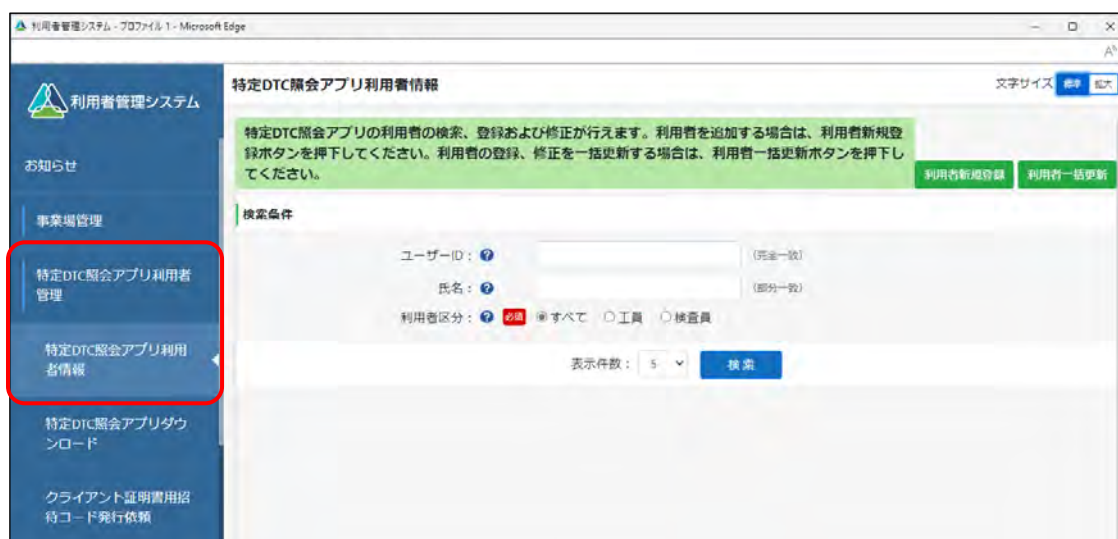 利用者管理システム - プロファイル 1 - Microsoft Edge
利用者管理システム
お知らせ
事業場管理
特定DTC照会アプリ利用者
管理
特定DTC照会アプリ利用
者情報
特定DTC照会アプリダウ
ンロード
クライアント証明書用招
待コード発行依頼
特定DTC照会アプリ利用者情報
文字サイズ 標準 拡大
特定DTC照会アプリの利用者の検索、登録および修正が行えます。利用者を追加する場合は、利用者新規登
録ボタンを押下してください。利用者の登録、修正を一括更新する場合は、利用者一括更新ボタンを押下し
てください。
利用者新規登録 利用者一括更新
検索条件
ユーザーID : ? (完全一致)
氏名 : ? (部分一致)
利用者区分 : ? 必須 すべて 工員 検査員
表示件数 : 5 検索